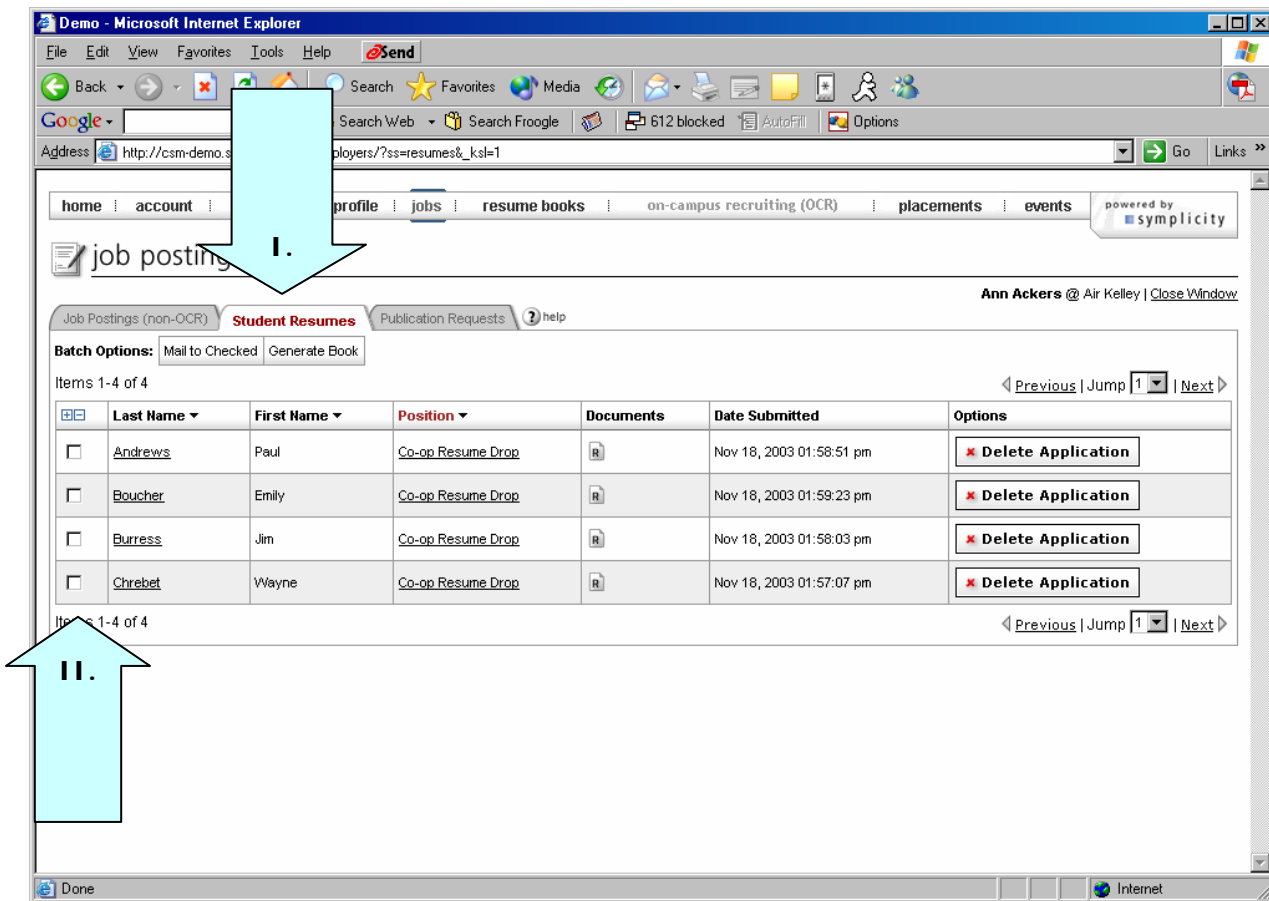 Demo - Microsoft Internet Explorer
File Edit View Favorites Tools Help Send
Back Search Favorites Media
Google Search Web Search Froogle 612 blocked AutoFill Options
Address http://csm-demo.s ployers/?ss=resumes&_ksl=1 Go Links »
home account profile jobs resume books on-campus recruiting (OCR) placements events powered by
symplicity
job posting
I.
Ann Ackers @ Air Kelley | Close Window
Job Postings (non-OCR) Student Resumes Publication Requests ? help
Batch Options: Mail to Checked Generate Book
Items 1-4 of 4 Previous | Jump 1 | Next
Last Name First Name Position Documents Date Submitted Options
Andrews Paul Co-op Resume Drop R Nov 18, 2003 01:58:51 pm Delete Application
Boucher Emily Co-op Resume Drop R Nov 18, 2003 01:59:23 pm Delete Application
Burress Jim Co-op Resume Drop R Nov 18, 2003 01:58:03 pm Delete Application
Chrebet Wayne Co-op Resume Drop R Nov 18, 2003 01:57:07 pm Delete Application
Items 1-4 of 4 Previous | Jump 1 | Next
II.
Done Internet